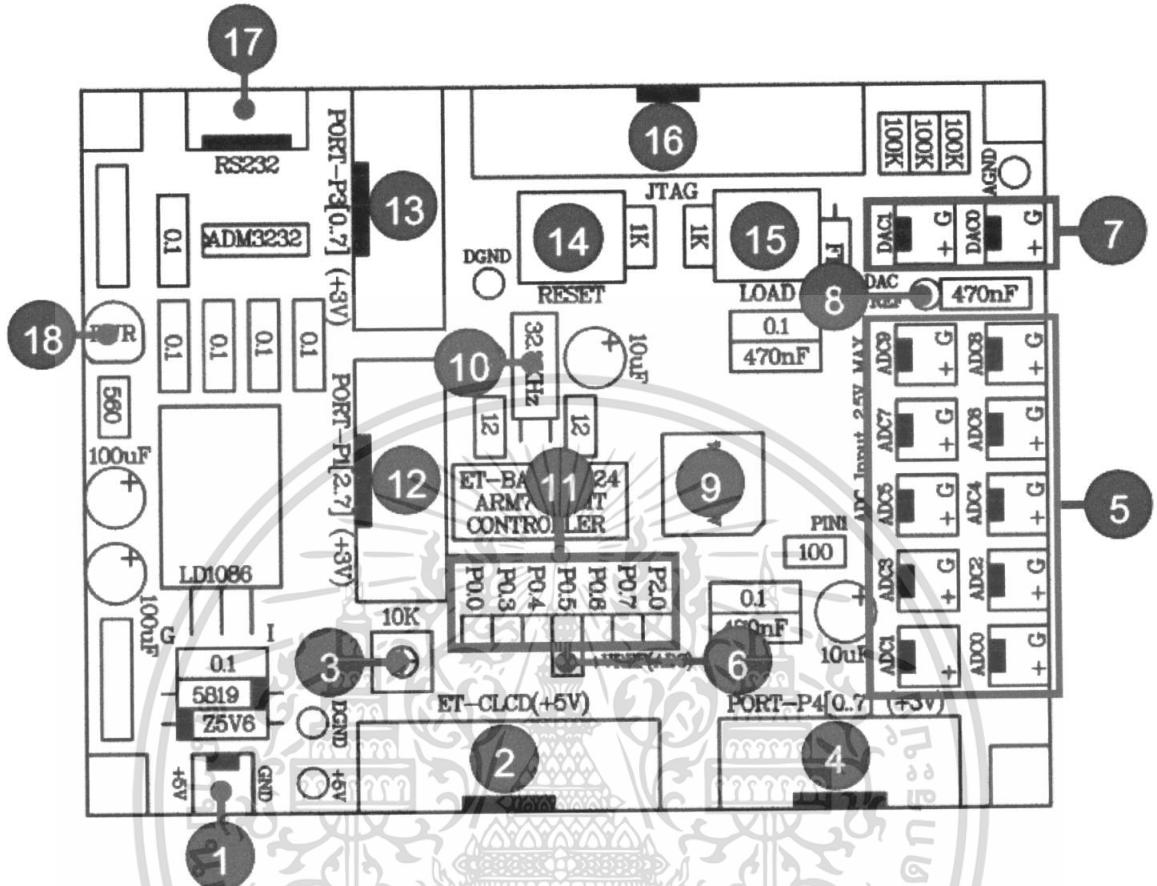 17
RS232
PORT-P3[0..7] (+3V)
13
16
JTAG
100K
100K
100K
AGND
DAC1
+ G
DAC0
+ G
7
0.1
ADM3232
DGND
14
RESET
1K
1K
15
LOAD
8
DAC
470nF
18
0.1
0.1
0.1
0.1
10
10uF
0.1
470nF
560
100uF
12
12
PORT-P1[2..7] (+3V)
12
11
CONTROLLER
9
PIN1
100
ADC Input 2.5V MAX
ADC9
+ G
ADC8
+ G
ADC7
+ G
ADC6
+ G
ADC5
+ G
ADC4
+ G
ADC3
+ G
ADC2
+ G
ADC1
+ G
ADC0
+ G
5
LD1086
100uF
G
I
P0.0
P0.3
P0.4
P0.5
P0.6
P0.7
P2.0
0.1
10uF
3
10K
6
0.1
5819
Z5V6
DGND
+5V
ET-CLCD(+5V)
2
PORT-P4[0..7] (+3V)
4
+5V
GND
1